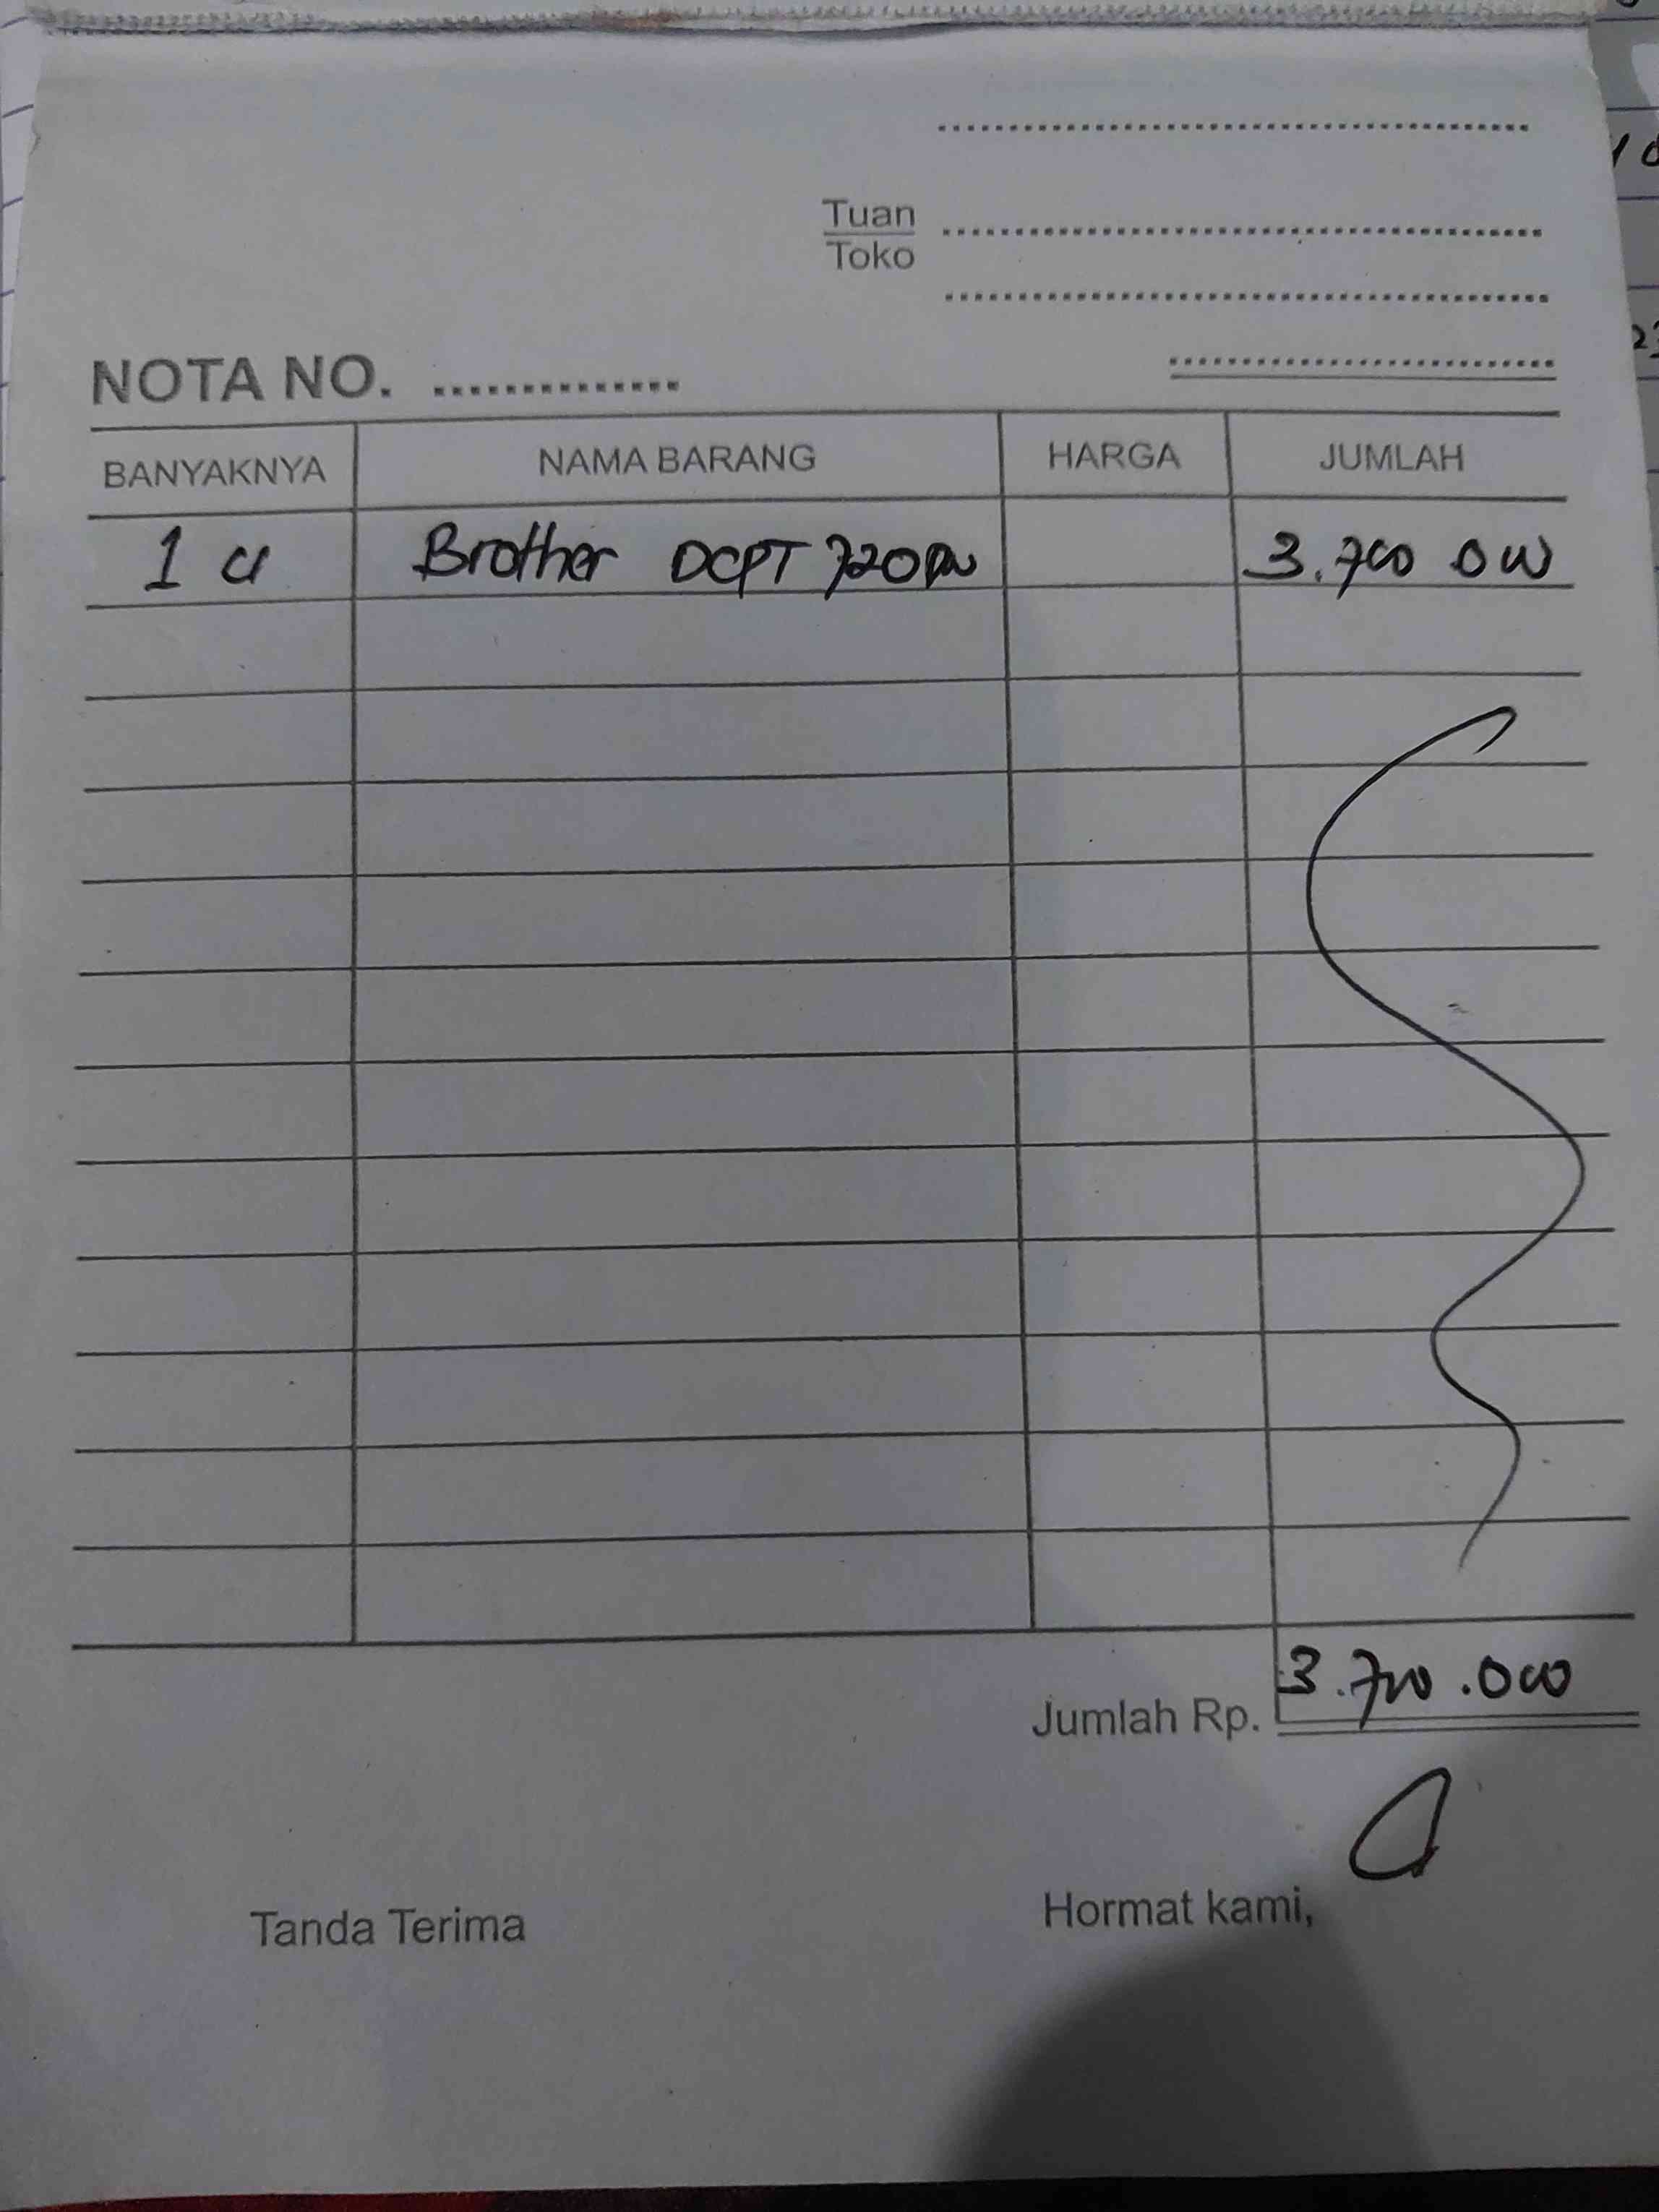 Tuan
Toko
NOTA NO.
BANYAKNYA NAMA BARANG HARGA JUMLAH
1 u Brother DCPT 720DW 3.700 000
Jumlah Rp. 3.700.000
Tanda Terima Hormat kami,